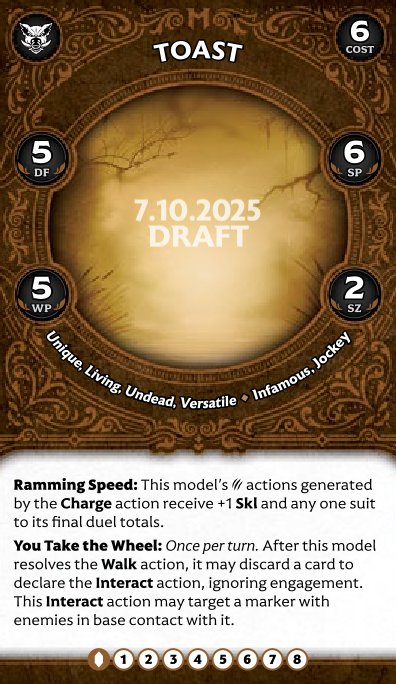 TOAST
6
COST
5
DF
6
SP
7.10.2025
DRAFT
5
WP
2
SZ
Unique, Living, Undead, Versatile ◆ Infamous, Jockey
Ramming Speed: This model's actions generated
by the Charge action receive +1 Skl and any one suit
to its final duel totals.
You Take the Wheel: Once per turn. After this model
resolves the Walk action, it may discard a card to
declare the Interact action, ignoring engagement.
This Interact action may target a marker with
enemies in base contact with it.
1 2 3 4 5 6 7 8